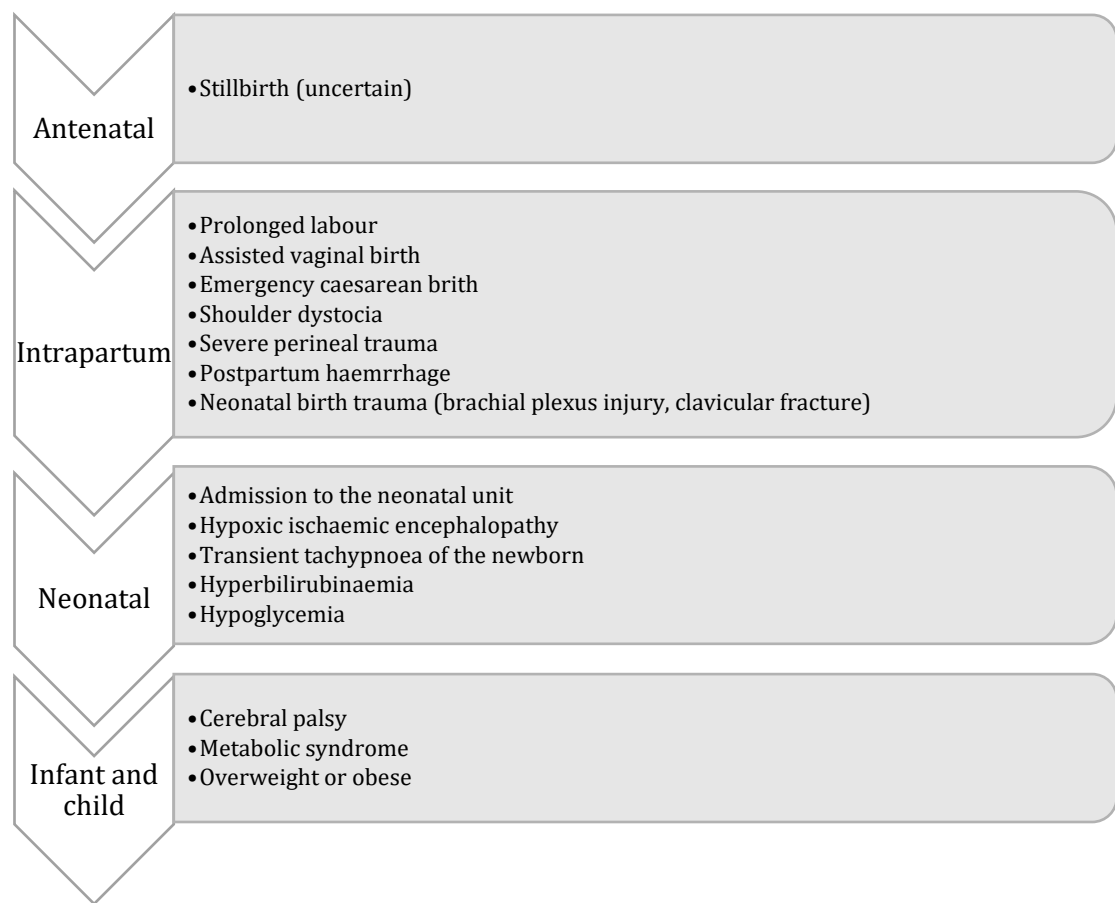 Antenatal
•Stillbirth (uncertain)
Intrapartum
•Prolonged labour
•Assisted vaginal birth
•Emergency caesarean brith
•Shoulder dystocia
•Severe perineal trauma
•Postpartum haemrrhage
•Neonatal birth trauma (brachial plexus injury, clavicular fracture)
Neonatal
•Admission to the neonatal unit
•Hypoxic ischaemic encephalopathy
•Transient tachypnoea of the newborn
•Hyperbilirubinaemia
•Hypoglycemia
Infant and
child
•Cerebral palsy
•Metabolic syndrome
•Overweight or obese